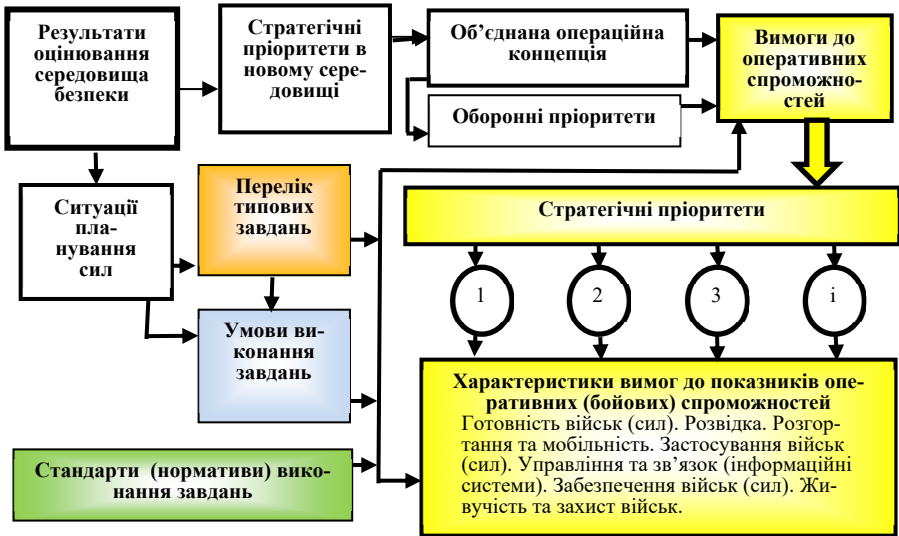 Результати
оцінювання
середовища
безпеки
Стратегічні
пріоритети в
новому сере-
довищі
Об’єднана операційна
концепція
Оборонні пріоритети
Вимоги до
оперативних
спроможно-
стей
Ситуації
пла-
нування
сил
Перелік
типових
завдань
Умови ви-
конання
завдань
Стандарти (нормативи) вико-
нання завдань
Стратегічні пріоритети
1
2
3
і
Характеристики вимог до показників опе-
ративних (бойових) спроможностей
Готовність військ (сил). Розвідка. Розгор-
тання та мобільність. Застосування військ
(сил). Управління та зв’язок (інформаційні
системи). Забезпечення військ (сил). Жи-
вучість та захист військ.